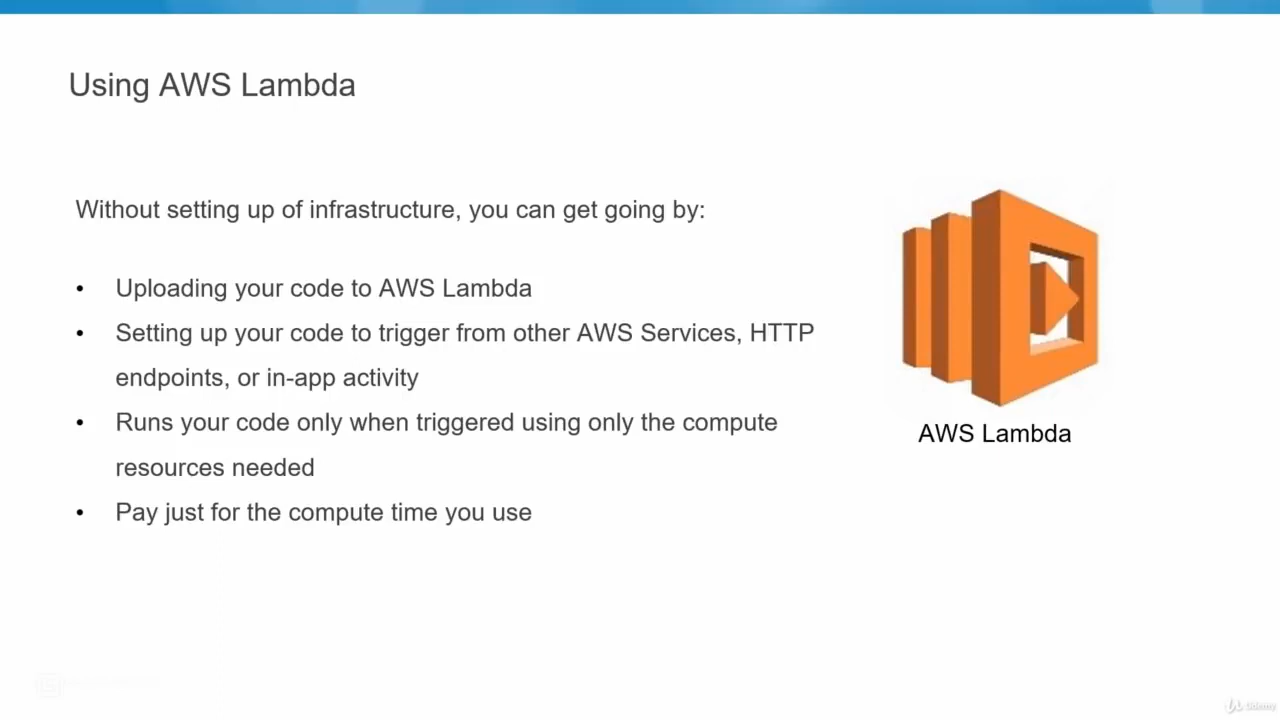 Using AWS Lambda
Without setting up of infrastructure, you can get going by:
• Uploading your code to AWS Lambda
• Setting up your code to trigger from other AWS Services, HTTP
endpoints, or in-app activity
• Runs your code only when triggered using only the compute
resources needed
• Pay just for the compute time you use
AWS Lambda
Udemy